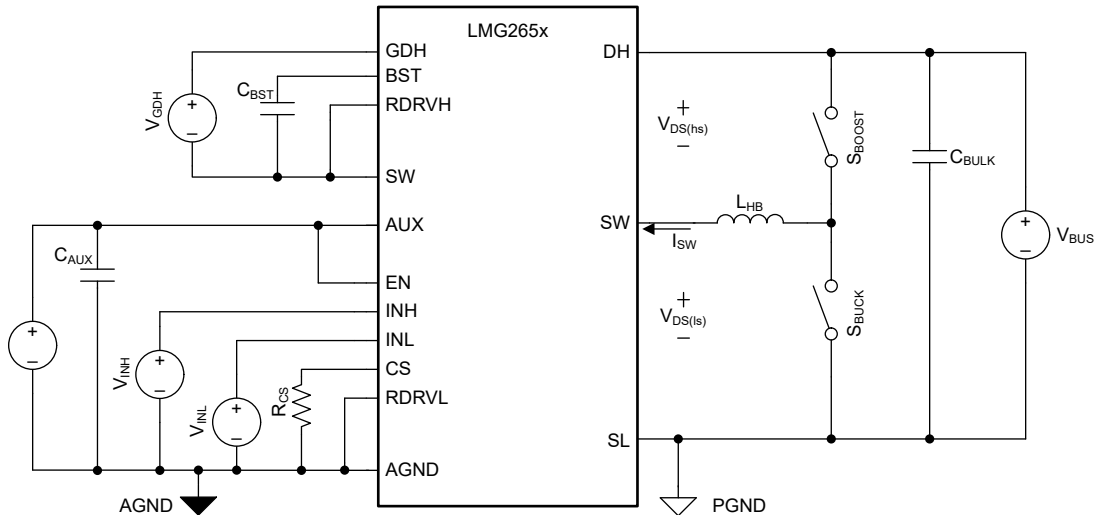 LMG265x
GDH
BST
RDRVH
SW
AUX
EN
INH
INL
CS
RDRVL
AGND
DH
SW
SL
V_GDH
C_BST
C_AUX
V_INH
V_INL
R_CS
AGND
+
−
+
−
+
−
+
−
+
V_DS(hs)
−
L_HB
I_SW
+
V_DS(ls)
−
S_BOOST
S_BUCK
C_BULK
+
−
V_BUS
PGND